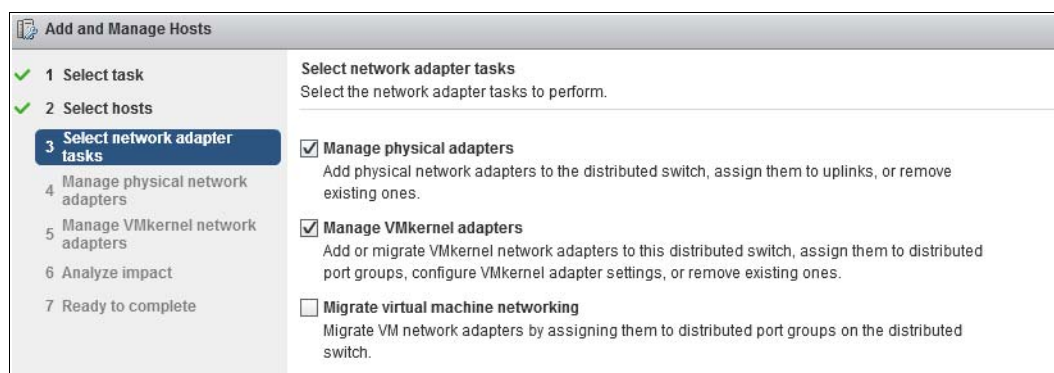 Add and Manage Hosts
1 Select task
2 Select hosts
3 Select network adapter
tasks
4 Manage physical network
adapters
5 Manage VMkernel network
adapters
6 Analyze impact
7 Ready to complete
Select network adapter tasks
Select the network adapter tasks to perform.
Manage physical adapters
Add physical network adapters to the distributed switch, assign them to uplinks, or remove
existing ones.
Manage VMkernel adapters
Add or migrate VMkernel network adapters to this distributed switch, assign them to distributed
port groups, configure VMkernel adapter settings, or remove existing ones.
Migrate virtual machine networking
Migrate VM network adapters by assigning them to distributed port groups on the distributed
switch.